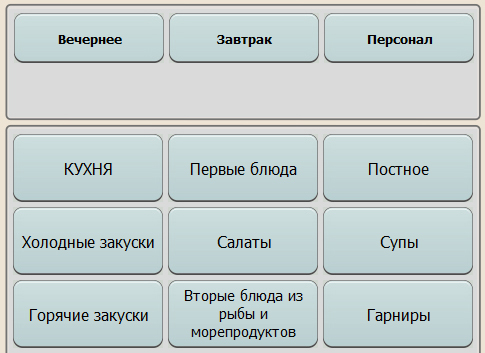 Вечернее
Завтрак
Персонал
КУХНЯ
Первые блюда
Постное
Холодные закуски
Салаты
Супы
Горячие закуски
Вторые блюда из
рыбы и
морепродуктов
Гарниры